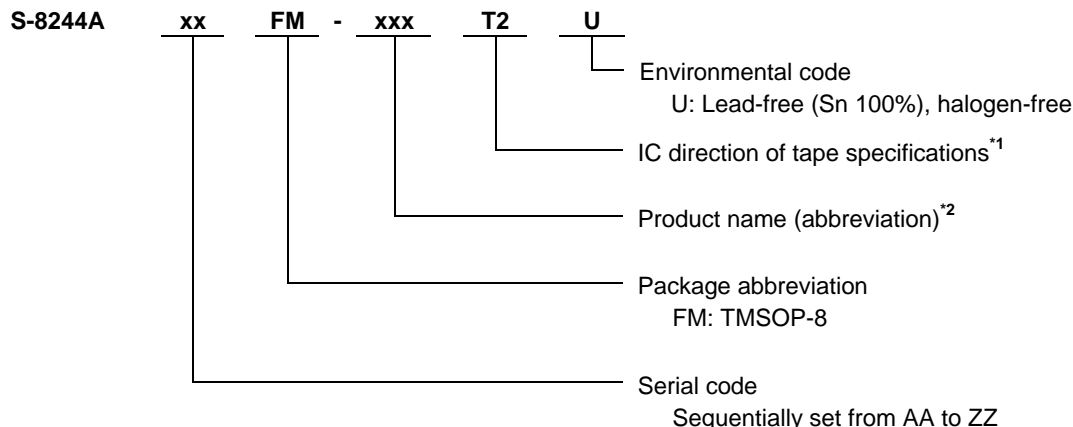 S-8244A xx FM - xxx T2 U
Environmental code
U: Lead-free (Sn 100%), halogen-free
IC direction of tape specifications*1
Product name (abbreviation)*2
Package abbreviation
FM: TMSOP-8
Serial code
Sequentially set from AA to ZZ